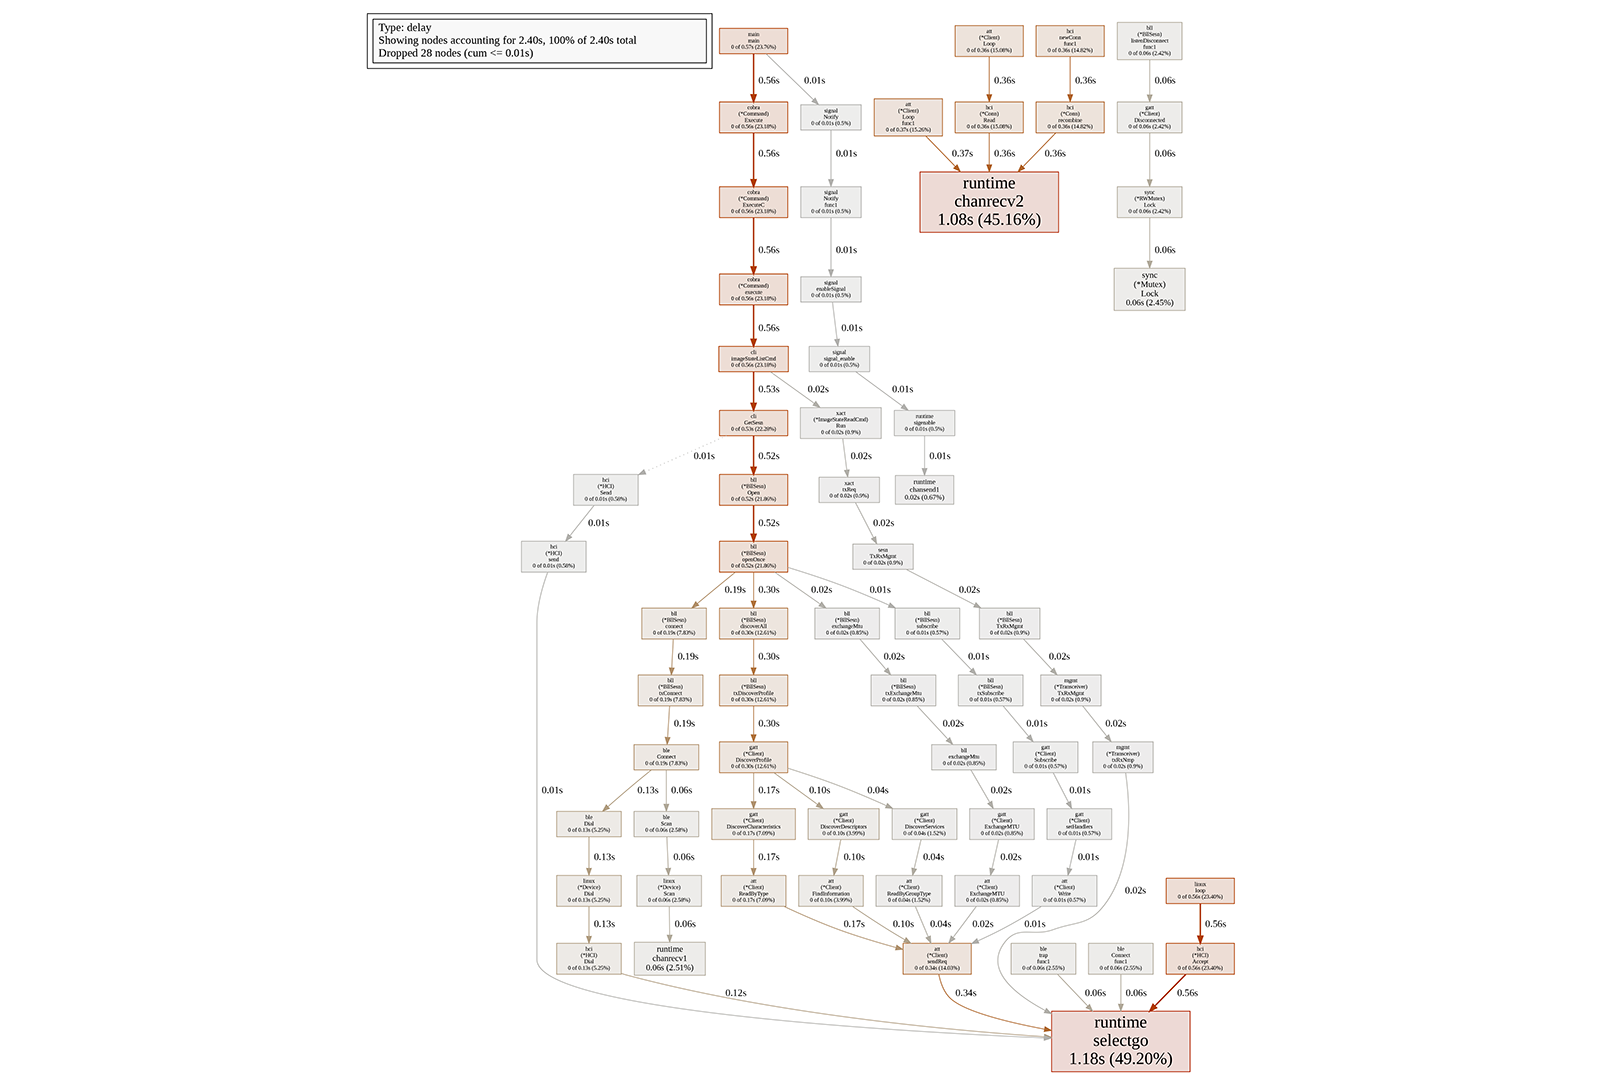 Type: delay
Showing nodes accounting for 2.40s, 100% of 2.40s total
Dropped 28 nodes (cum <= 0.01s)
main
main
0 of 0.57s (23.76%)
att
(*Client)
Loop
0 of 0.36s (15.08%)
hci
newConn
func1
0 of 0.36s (14.82%)
bll
(*BllSesn)
listenDisconnect
func1
0 of 0.06s (2.42%)
0.56s
0.01s
0.36s
0.36s
0.06s
cobra
(*Command)
Execute
0 of 0.56s (23.18%)
signal
Notify
0 of 0.01s (0.5%)
att
(*Client)
Loop
func1
0 of 0.37s (15.26%)
hci
(*Conn)
Read
0 of 0.36s (15.08%)
hci
(*Conn)
recombine
0 of 0.36s (14.82%)
gatt
(*Client)
Disconnected
0 of 0.06s (2.42%)
0.56s
0.01s
0.37s
0.36s
0.36s
0.06s
cobra
(*Command)
ExecuteC
0 of 0.56s (23.18%)
signal
Notify
func1
0 of 0.01s (0.5%)
runtime
chanrecv2
1.08s (45.16%)
sync
(*RWMutex)
Lock
0 of 0.06s (2.42%)
0.56s
0.01s
0.06s
cobra
(*Command)
execute
0 of 0.56s (23.18%)
signal
enableSignal
0 of 0.01s (0.5%)
sync
(*Mutex)
Lock
0.06s (2.45%)
0.56s
0.01s
cli
imageStateListCmd
0 of 0.56s (23.18%)
signal
signal_enable
0 of 0.01s (0.5%)
0.53s
0.02s
0.01s
cli
GetSesn
0 of 0.53s (22.28%)
xact
(*ImageStateReadCmd)
Run
0 of 0.02s (0.9%)
runtime
sigenable
0 of 0.01s (0.5%)
0.01s
0.52s
0.02s
0.01s
hci
(*HCI)
Send
0 of 0.01s (0.58%)
bll
(*BllSesn)
Open
0 of 0.52s (21.86%)
xact
txReq
0 of 0.02s (0.9%)
runtime
chansend1
0.02s (0.67%)
0.01s
0.52s
0.02s
hci
(*HCI)
send
0 of 0.01s (0.58%)
bll
(*BllSesn)
openOnce
0 of 0.52s (21.86%)
sesn
TxRxMgmt
0 of 0.02s (0.9%)
0.19s
0.30s
0.02s
0.01s
0.02s
bll
(*BllSesn)
connect
0 of 0.19s (7.83%)
bll
(*BllSesn)
discoverAll
0 of 0.30s (12.61%)
bll
(*BllSesn)
exchangeMtu
0 of 0.02s (0.85%)
bll
(*BllSesn)
subscribe
0 of 0.01s (0.57%)
bll
(*BllSesn)
TxRxMgmt
0 of 0.02s (0.9%)
0.19s
0.30s
0.02s
0.01s
0.02s
bll
(*BllSesn)
txConnect
0 of 0.19s (7.83%)
bll
(*BllSesn)
txDiscoverProfile
0 of 0.30s (12.61%)
bll
(*BllSesn)
txExchangeMtu
0 of 0.02s (0.85%)
bll
(*BllSesn)
txSubscribe
0 of 0.01s (0.57%)
mgmt
(*Transceiver)
TxRxMgmt
0 of 0.02s (0.9%)
0.19s
0.30s
0.02s
0.01s
0.02s
ble
Connect
0 of 0.19s (7.83%)
gatt
(*Client)
DiscoverProfile
0 of 0.30s (12.61%)
bll
exchangeMtu
0 of 0.02s (0.85%)
gatt
(*Client)
Subscribe
0 of 0.01s (0.57%)
mgmt
(*Transceiver)
txRxNmp
0 of 0.02s (0.9%)
0.01s
0.13s
0.06s
0.17s
0.10s
0.04s
0.02s
0.01s
ble
Dial
0 of 0.13s (5.25%)
ble
Scan
0 of 0.06s (2.58%)
gatt
(*Client)
DiscoverCharacteristics
0 of 0.17s (7.09%)
gatt
(*Client)
DiscoverDescriptors
0 of 0.10s (3.99%)
gatt
(*Client)
DiscoverServices
0 of 0.04s (1.52%)
gatt
(*Client)
ExchangeMTU
0 of 0.02s (0.85%)
gatt
(*Client)
setHandlers
0 of 0.01s (0.57%)
0.13s
0.06s
0.17s
0.10s
0.04s
0.02s
0.01s
linux
(*Device)
Dial
0 of 0.13s (5.25%)
linux
(*Device)
Scan
0 of 0.06s (2.58%)
att
(*Client)
ReadByType
0 of 0.17s (7.09%)
att
(*Client)
FindInformation
0 of 0.10s (3.99%)
att
(*Client)
ReadByGroupType
0 of 0.04s (1.52%)
att
(*Client)
ExchangeMTU
0 of 0.02s (0.85%)
att
(*Client)
Write
0 of 0.01s (0.57%)
0.02s
linux
loop
0 of 0.56s (23.40%)
0.13s
0.06s
0.17s
0.10s
0.04s
0.02s
0.01s
0.56s
hci
(*HCI)
Dial
0 of 0.13s (5.25%)
runtime
chanrecv1
0.06s (2.51%)
att
(*Client)
sendReq
0 of 0.34s (14.03%)
ble
trap
func1
0 of 0.06s (2.55%)
ble
Connect
func1
0 of 0.06s (2.55%)
hci
(*HCI)
Accept
0 of 0.56s (23.40%)
0.12s
0.34s
0.06s
0.06s
0.56s
runtime
selectgo
1.18s (49.20%)